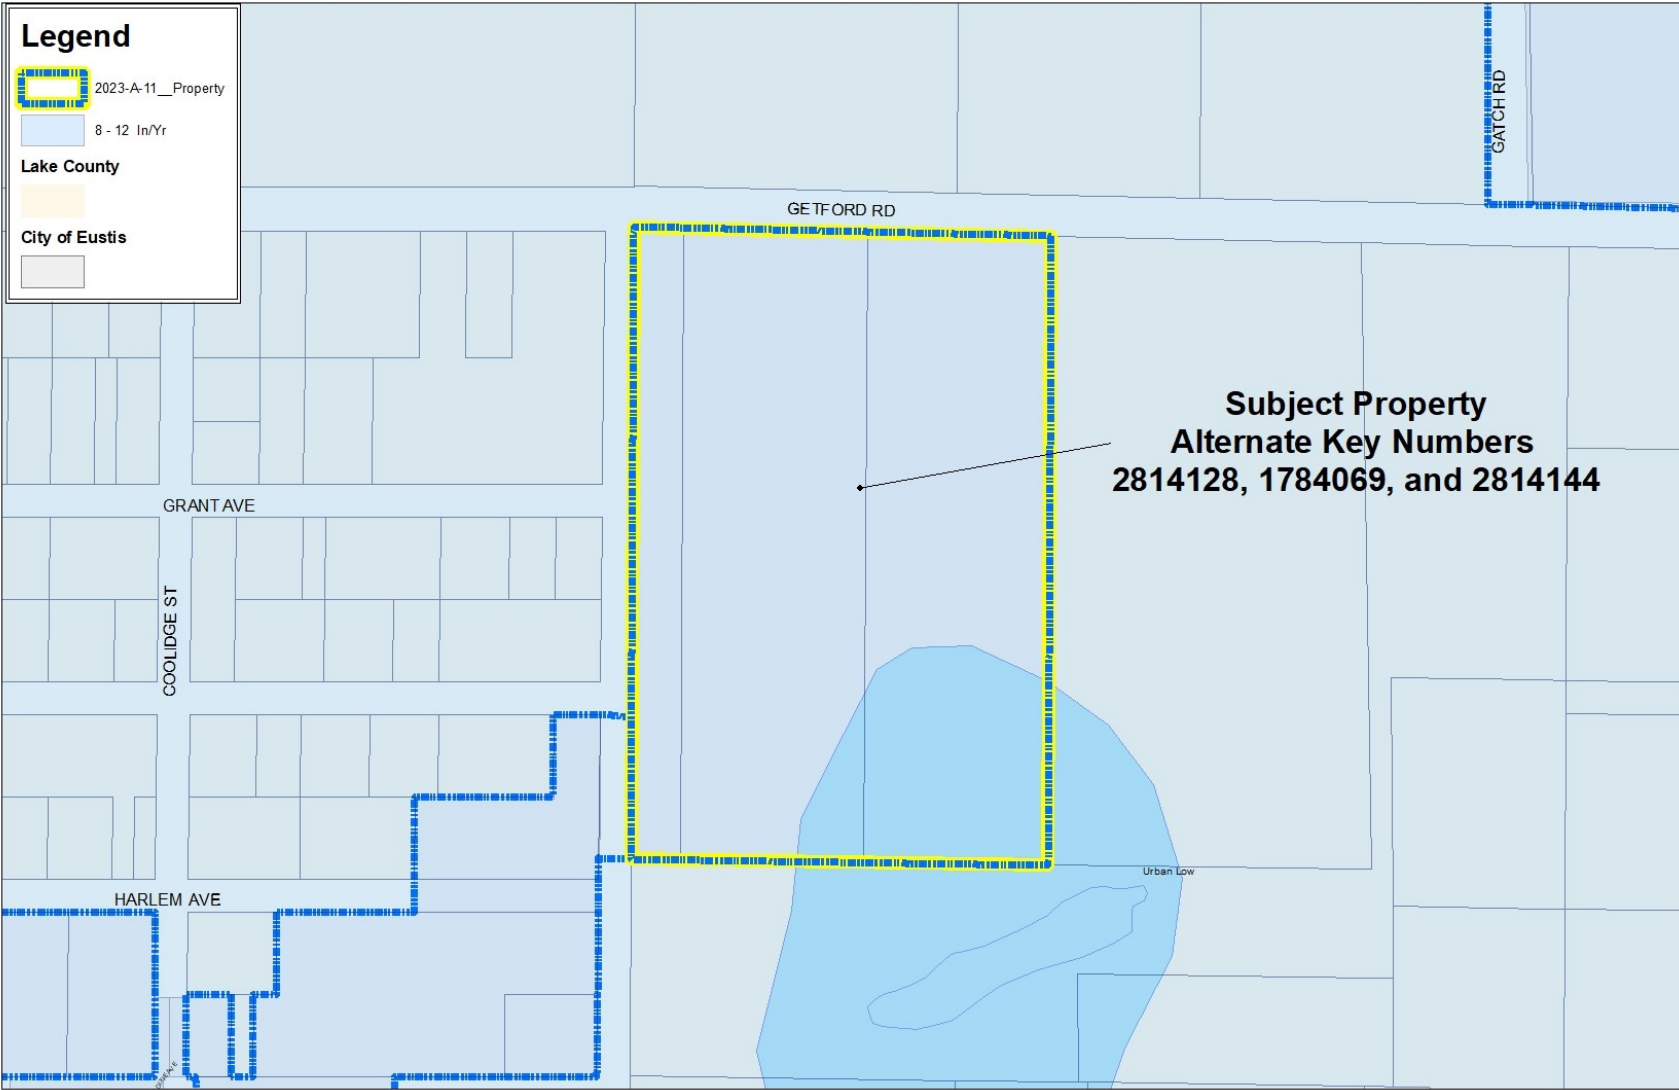 Legend
2023-A-11__Property
8 - 12 In/Yr
Lake County
City of Eustis
GATCH RD
GETFORD RD
Subject Property
Alternate Key Numbers
2814128, 1784069, and 2814144
GRANT AVE
COOLIDGE ST
Urban Low
HARLEM AVE